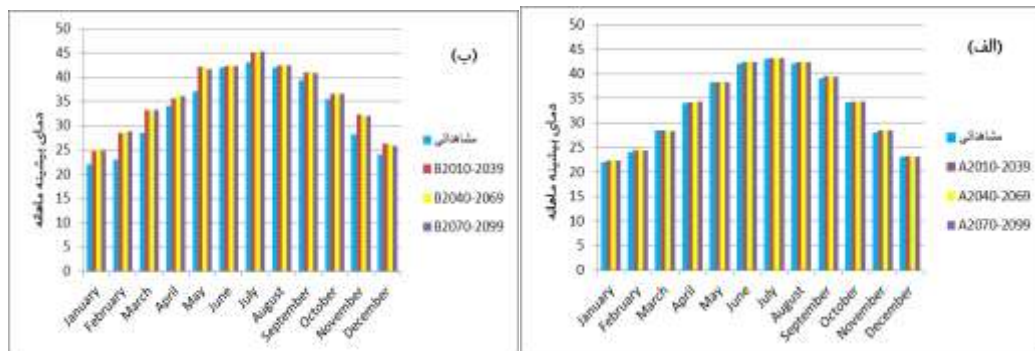 (ب)
دمای بیشینه ماهانه
50
45
40
35
30
25
20
15
10
5
0
January
February
March
April
May
June
July
August
September
October
November
December
مشاهداتي
B2010-2039
B2040-2069
B2070-2099
(الف)
دمای بیشینه ماهانه
50
45
40
35
30
25
20
15
10
5
0
January
February
March
April
May
June
July
August
September
October
November
December
مشاهداتي
A2010-2039
A2040-2069
A2070-2099